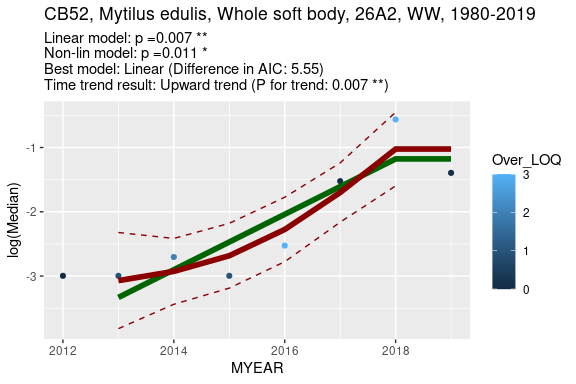 CB52, Mytilus edulis, Whole soft body, 26A2, WW, 1980-2019
Linear model: p =0.007 **
Non-lin model: p =0.011 *
Best model: Linear (Difference in AIC: 5.55)
Time trend result: Upward trend (P for trend: 0.007 **)
log(Median)
-1
-2
-3
2012
2014
2016
2018
MYEAR
Over_LOQ
3
2
1
0